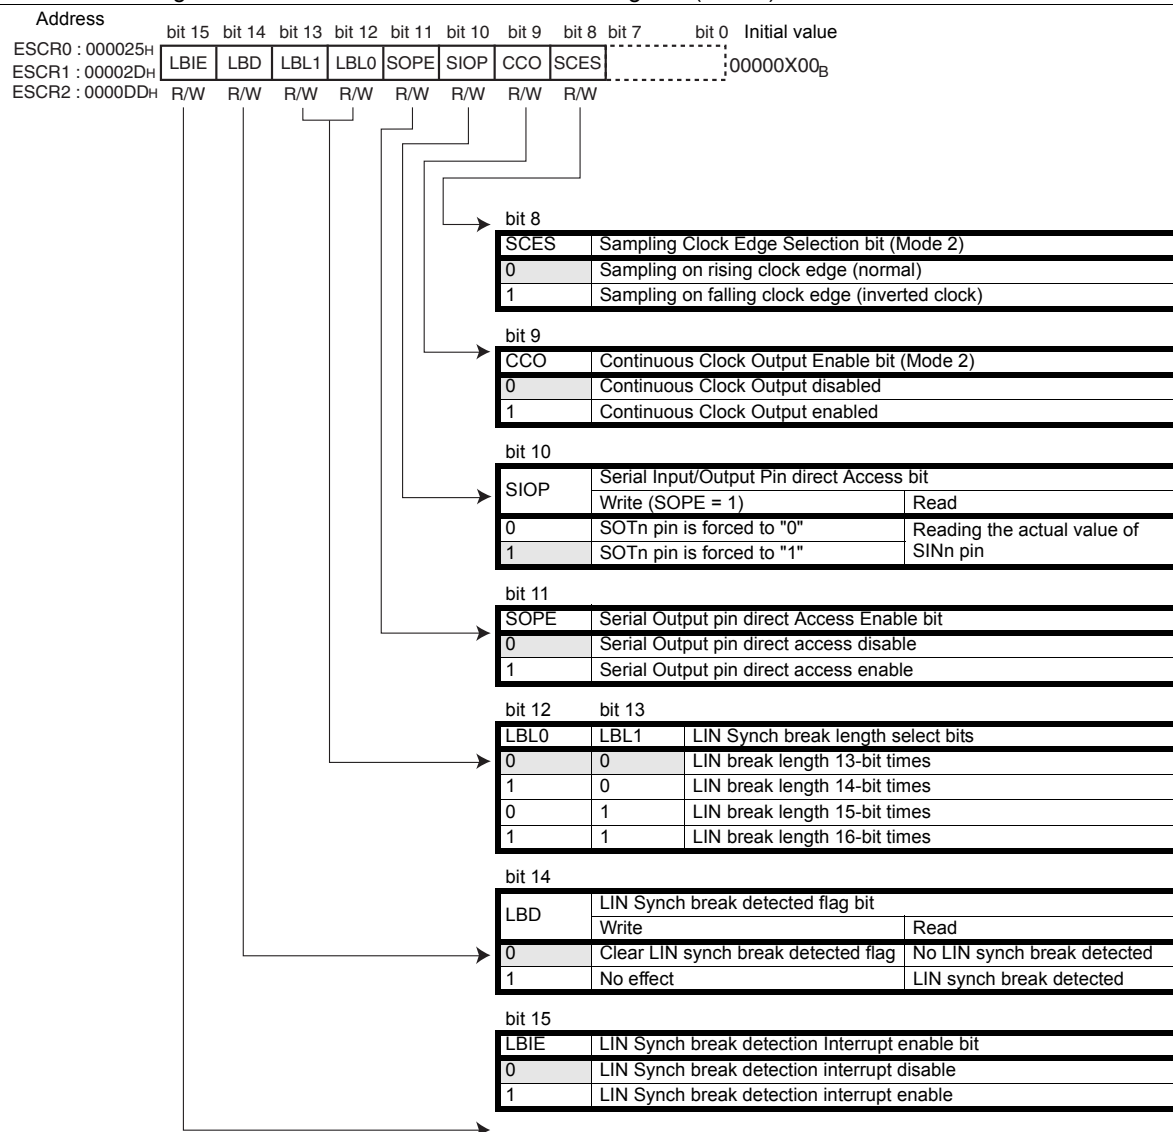 Address
bit 15 bit 14 bit 13 bit 12 bit 11 bit 10 bit 9 bit 8 bit 7 bit 0 Initial value
ESCR0 : 000025H
ESCR1 : 00002DH
ESCR2 : 0000DDH
LBIE LBD LBL1 LBL0 SOPE SIOP CCO SCES 00000X00B
R/W R/W R/W R/W R/W R/W R/W R/W
bit 8
SCES Sampling Clock Edge Selection bit (Mode 2)
0 Sampling on rising clock edge (normal)
1 Sampling on falling clock edge (inverted clock)
bit 9
CCO Continuous Clock Output Enable bit (Mode 2)
0 Continuous Clock Output disabled
1 Continuous Clock Output enabled
bit 10
SIOP Serial Input/Output Pin direct Access bit
Write (SOPE = 1) Read
0 SOTn pin is forced to "0" Reading the actual value of
1 SOTn pin is forced to "1" SINn pin
bit 11
SOPE Serial Output pin direct Access Enable bit
0 Serial Output pin direct access disable
1 Serial Output pin direct access enable
bit 12 bit 13
LBL0 LBL1 LIN Synch break length select bits
0 0 LIN break length 13-bit times
1 0 LIN break length 14-bit times
0 1 LIN break length 15-bit times
1 1 LIN break length 16-bit times
bit 14
LBD LIN Synch break detected flag bit
Write Read
0 Clear LIN synch break detected flag No LIN synch break detected
1 No effect LIN synch break detected
bit 15
LBIE LIN Synch break detection Interrupt enable bit
0 LIN Synch break detection interrupt disable
1 LIN Synch break detection interrupt enable